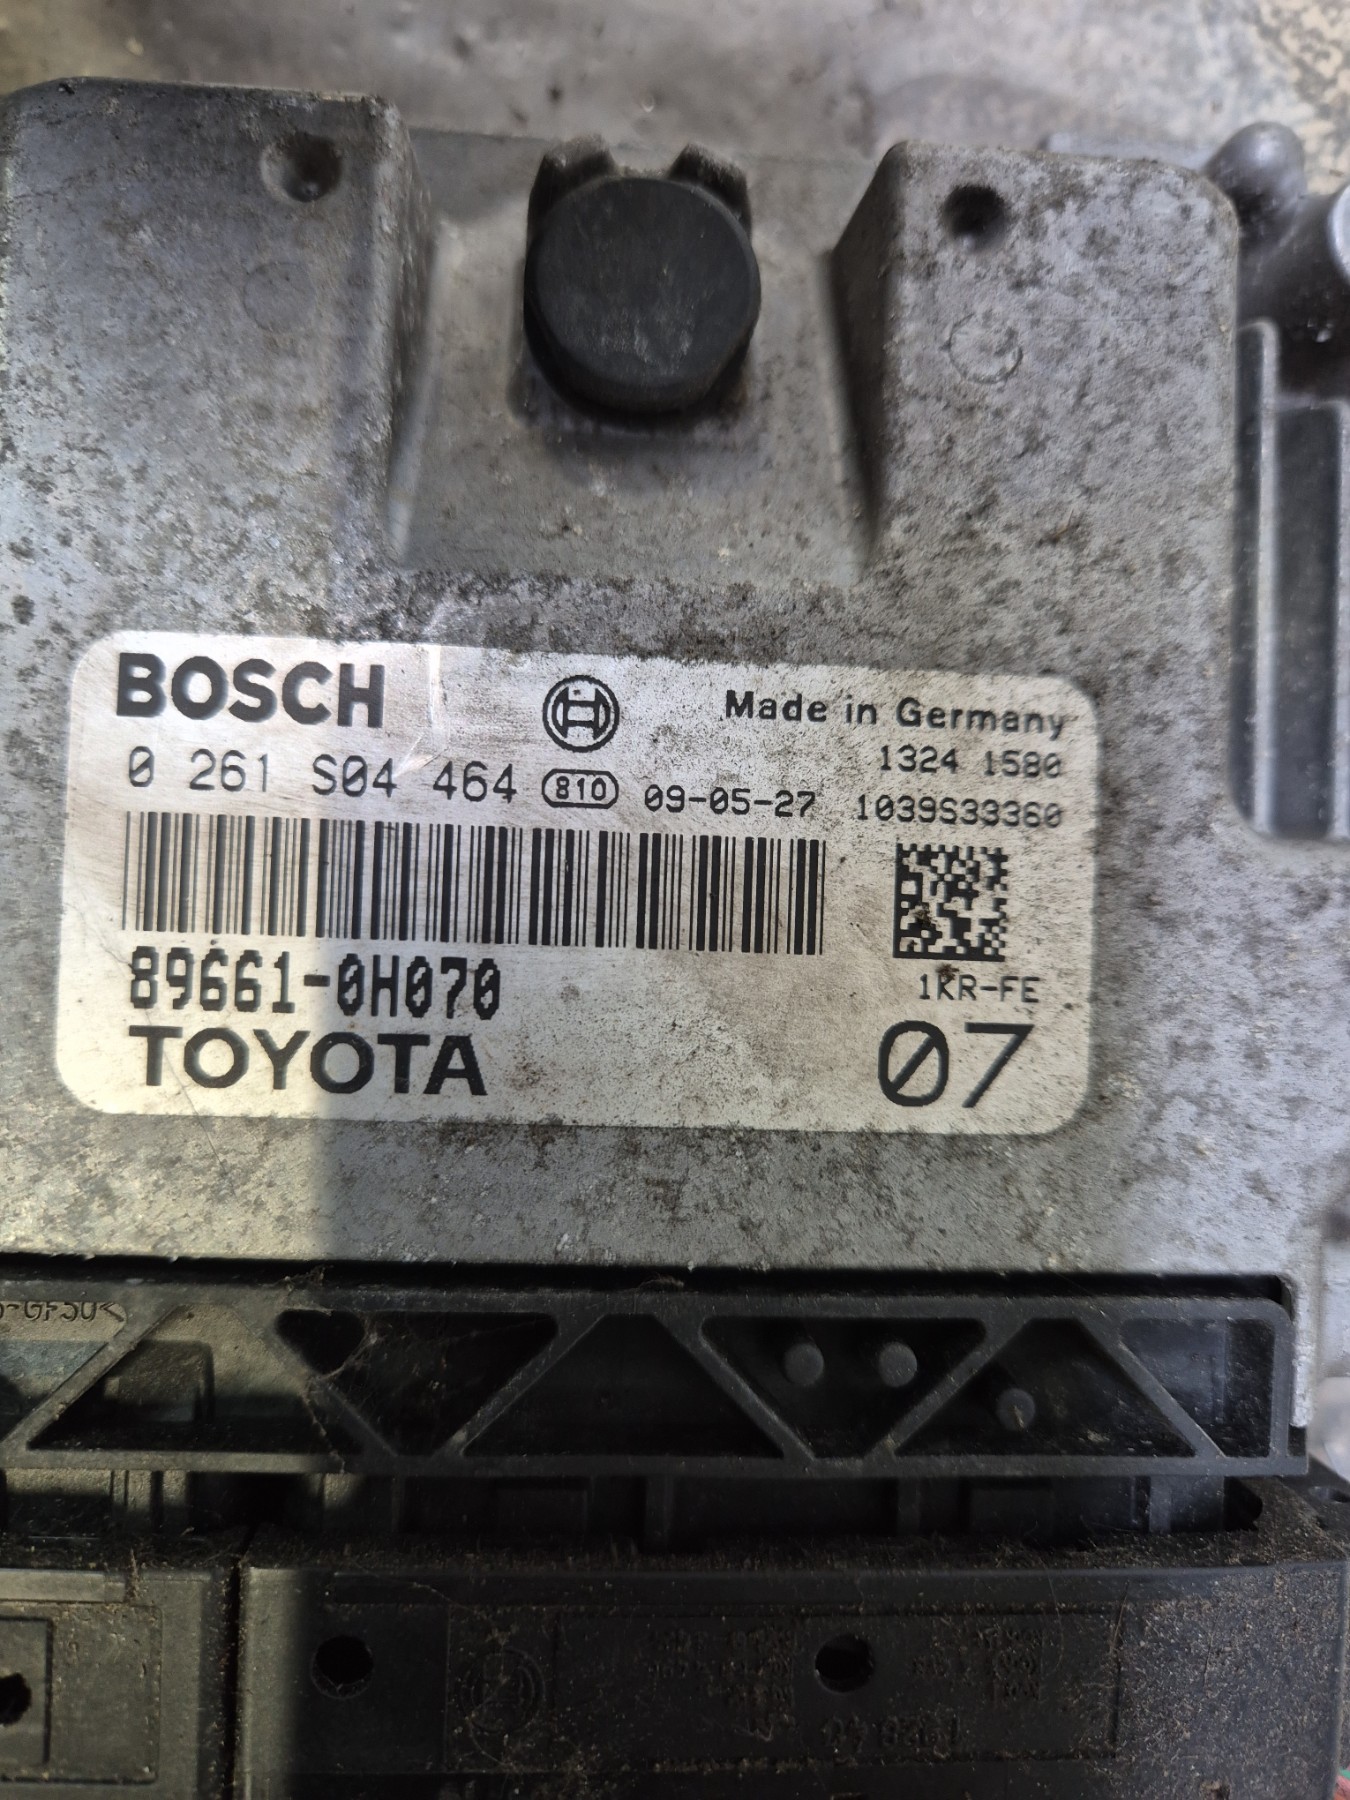 BOSCH
Made in Germany
1324 1580
0 261 S04 464 810 09-05-27 1039S33360
89661-0H070
1KR-FE
TOYOTA
07